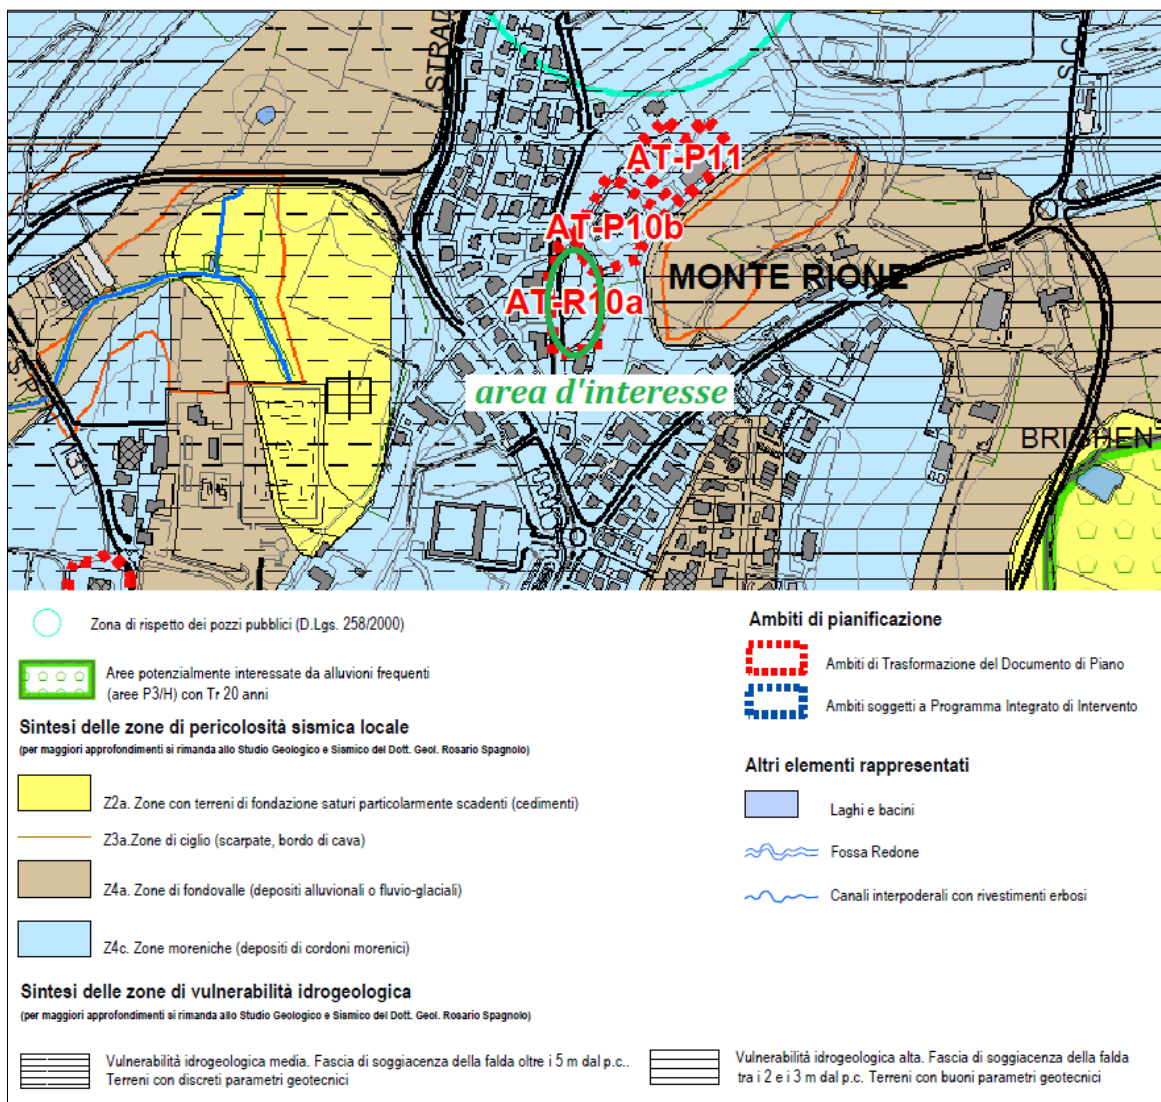 STRAD
S.C
AT-P11
AT-P10b
MONTE RIONE
AT-R10a
area d'interesse
S.P.
BRIGHENT
Zona di rispetto dei pozzi pubblici (D.Lgs. 258/2000)
Aree potenzialmente interessate da alluvioni frequenti
(aree P3/H) con Tr 20 anni
Sintesi delle zone di pericolosità sismica locale
(per maggiori approfondimenti si rimanda allo Studio Geologico e Sismico del Dott. Geol. Rosario Spagnolo)
Z2a. Zone con terreni di fondazione saturi particolarmente scadenti (cedimenti)
Z3a.Zone di ciglio (scarpate, bordo di cava)
Z4a. Zone di fondovalle (depositi alluvionali o fluvio-glaciali)
Z4c. Zone moreniche (depositi di cordoni morenici)
Sintesi delle zone di vulnerabilità idrogeologica
(per maggiori approfondimenti si rimanda allo Studio Geologico e Sismico del Dott. Geol. Rosario Spagnolo)
Vulnerabilità idrogeologica media. Fascia di soggiacenza della falda oltre i 5 m dal p.c..
Terreni con discreti parametri geotecnici
Ambiti di pianificazione
Ambiti di Trasformazione del Documento di Piano
Ambiti soggetti a Programma Integrato di Intervento
Altri elementi rappresentati
Laghi e bacini
Fossa Redone
Canali interpoderali con rivestimenti erbosi
Vulnerabilità idrogeologica alta. Fascia di soggiacenza della falda
tra i 2 e i 3 m dal p.c. Terreni con buoni parametri geotecnici